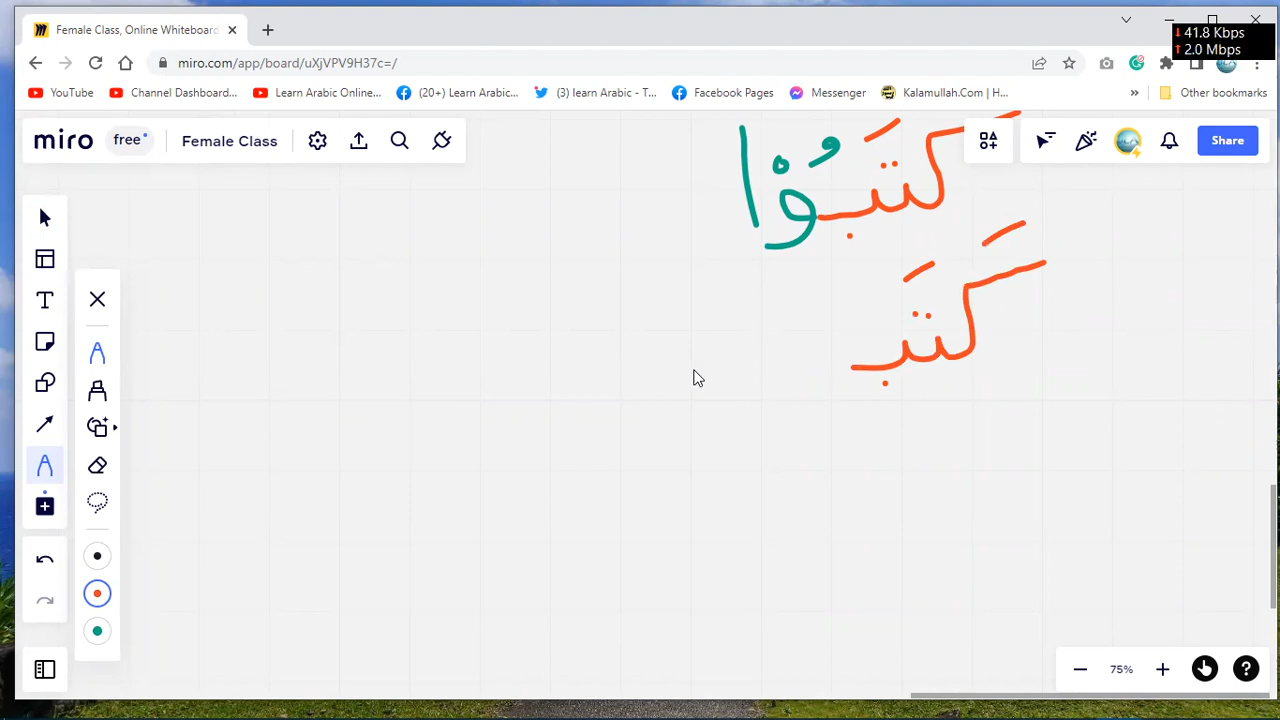 Female Class, Online Whiteboard
41.8 Kbps
2.0 Mbps
miro.com/app/board/uXjVPV9H37c=/
YouTube
Channel Dashboard...
Learn Arabic Online...
(20+) Learn Arabic...
(3) learn Arabic - T...
Facebook Pages
Messenger
Kalamullah.Com | H...
»
Other bookmarks
miro
free
Female Class
Share
كَتَبُوْا
كَتَب
T
75%
?